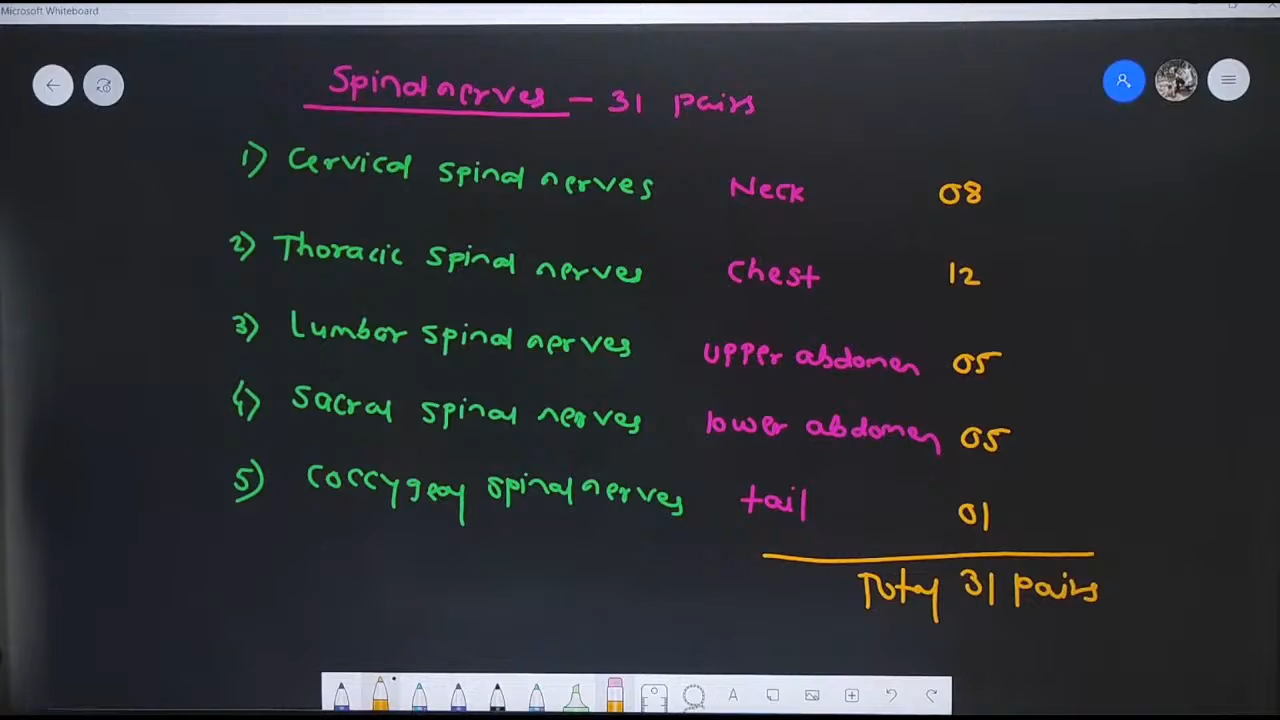 Microsoft Whiteboard
Spinal nerves - 31 pairs
1) Cervical spinal nerves Neck 08
2) Thoracic spinal nerves Chest 12
3) Lumbar spinal nerves upper abdomen 05
4) Sacral spinal nerves lower abdomen 05
5) Coccygeay spinal nerves tail 01
Total 31 pairs
A